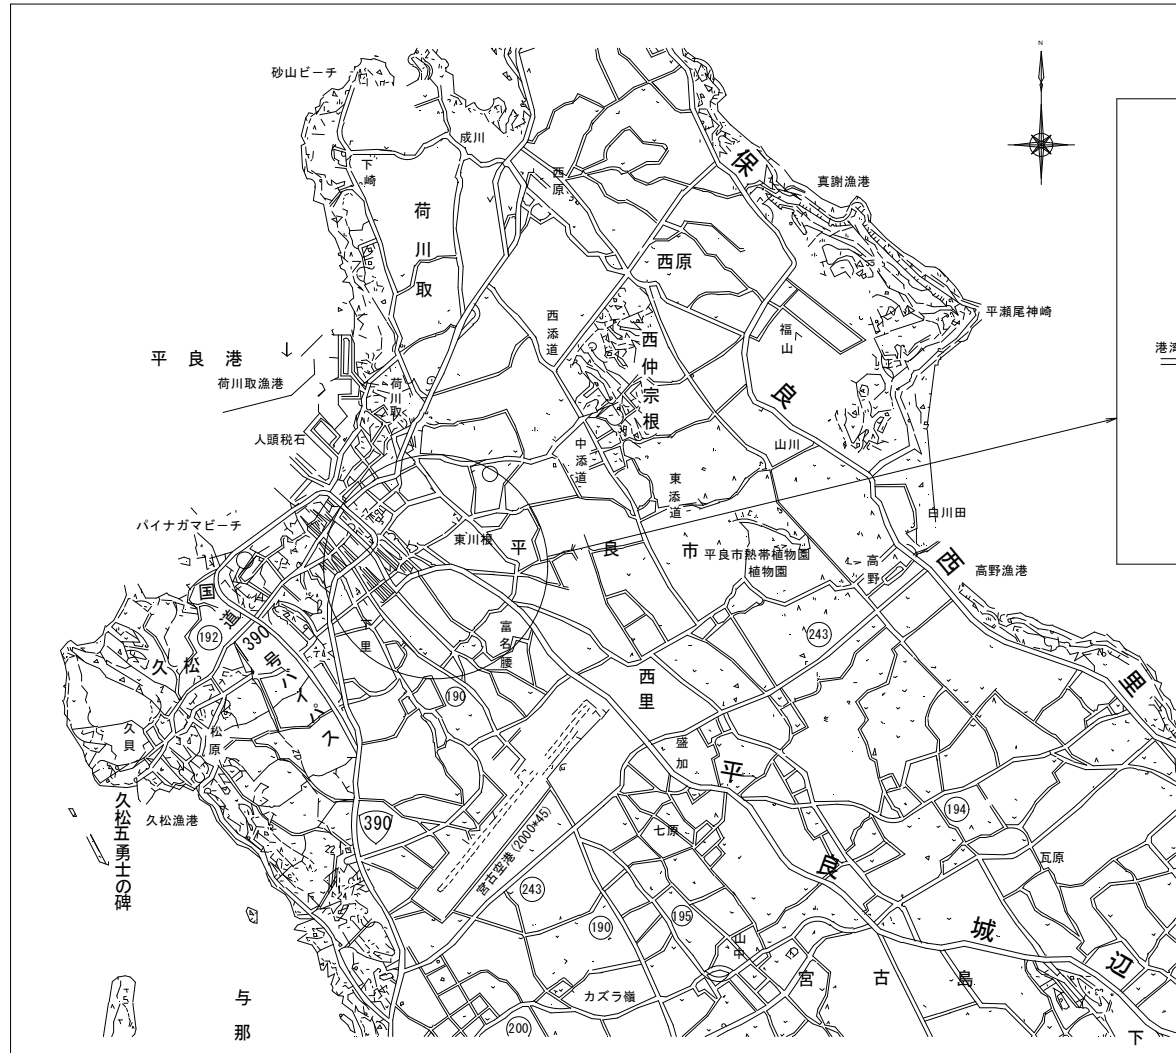 N
砂山ビーチ
成川
下崎
西原
保
真謝漁港
荷川取
西原
平瀬尾神崎
西添道
西仲宗根
福山
平良港
荷川取漁港
荷川取
港湾
良
人頭税石
中添道
山川
東添道
白川田
パイナガマビーチ
東川根
平良市
平良市熱帯植物園
植物園
高野
西
高野漁港
国道390号バイパス
192
下里
富名腰
243
久松
190
西里
里
久貝
松原
盛加
平
久松五勇士の碑
久松漁港
390
七原
194
宮古空港(2000*45)
良
瓦原
243
190
195
城
山中
辺
カズラ嶺
宮古島
与那
200
下